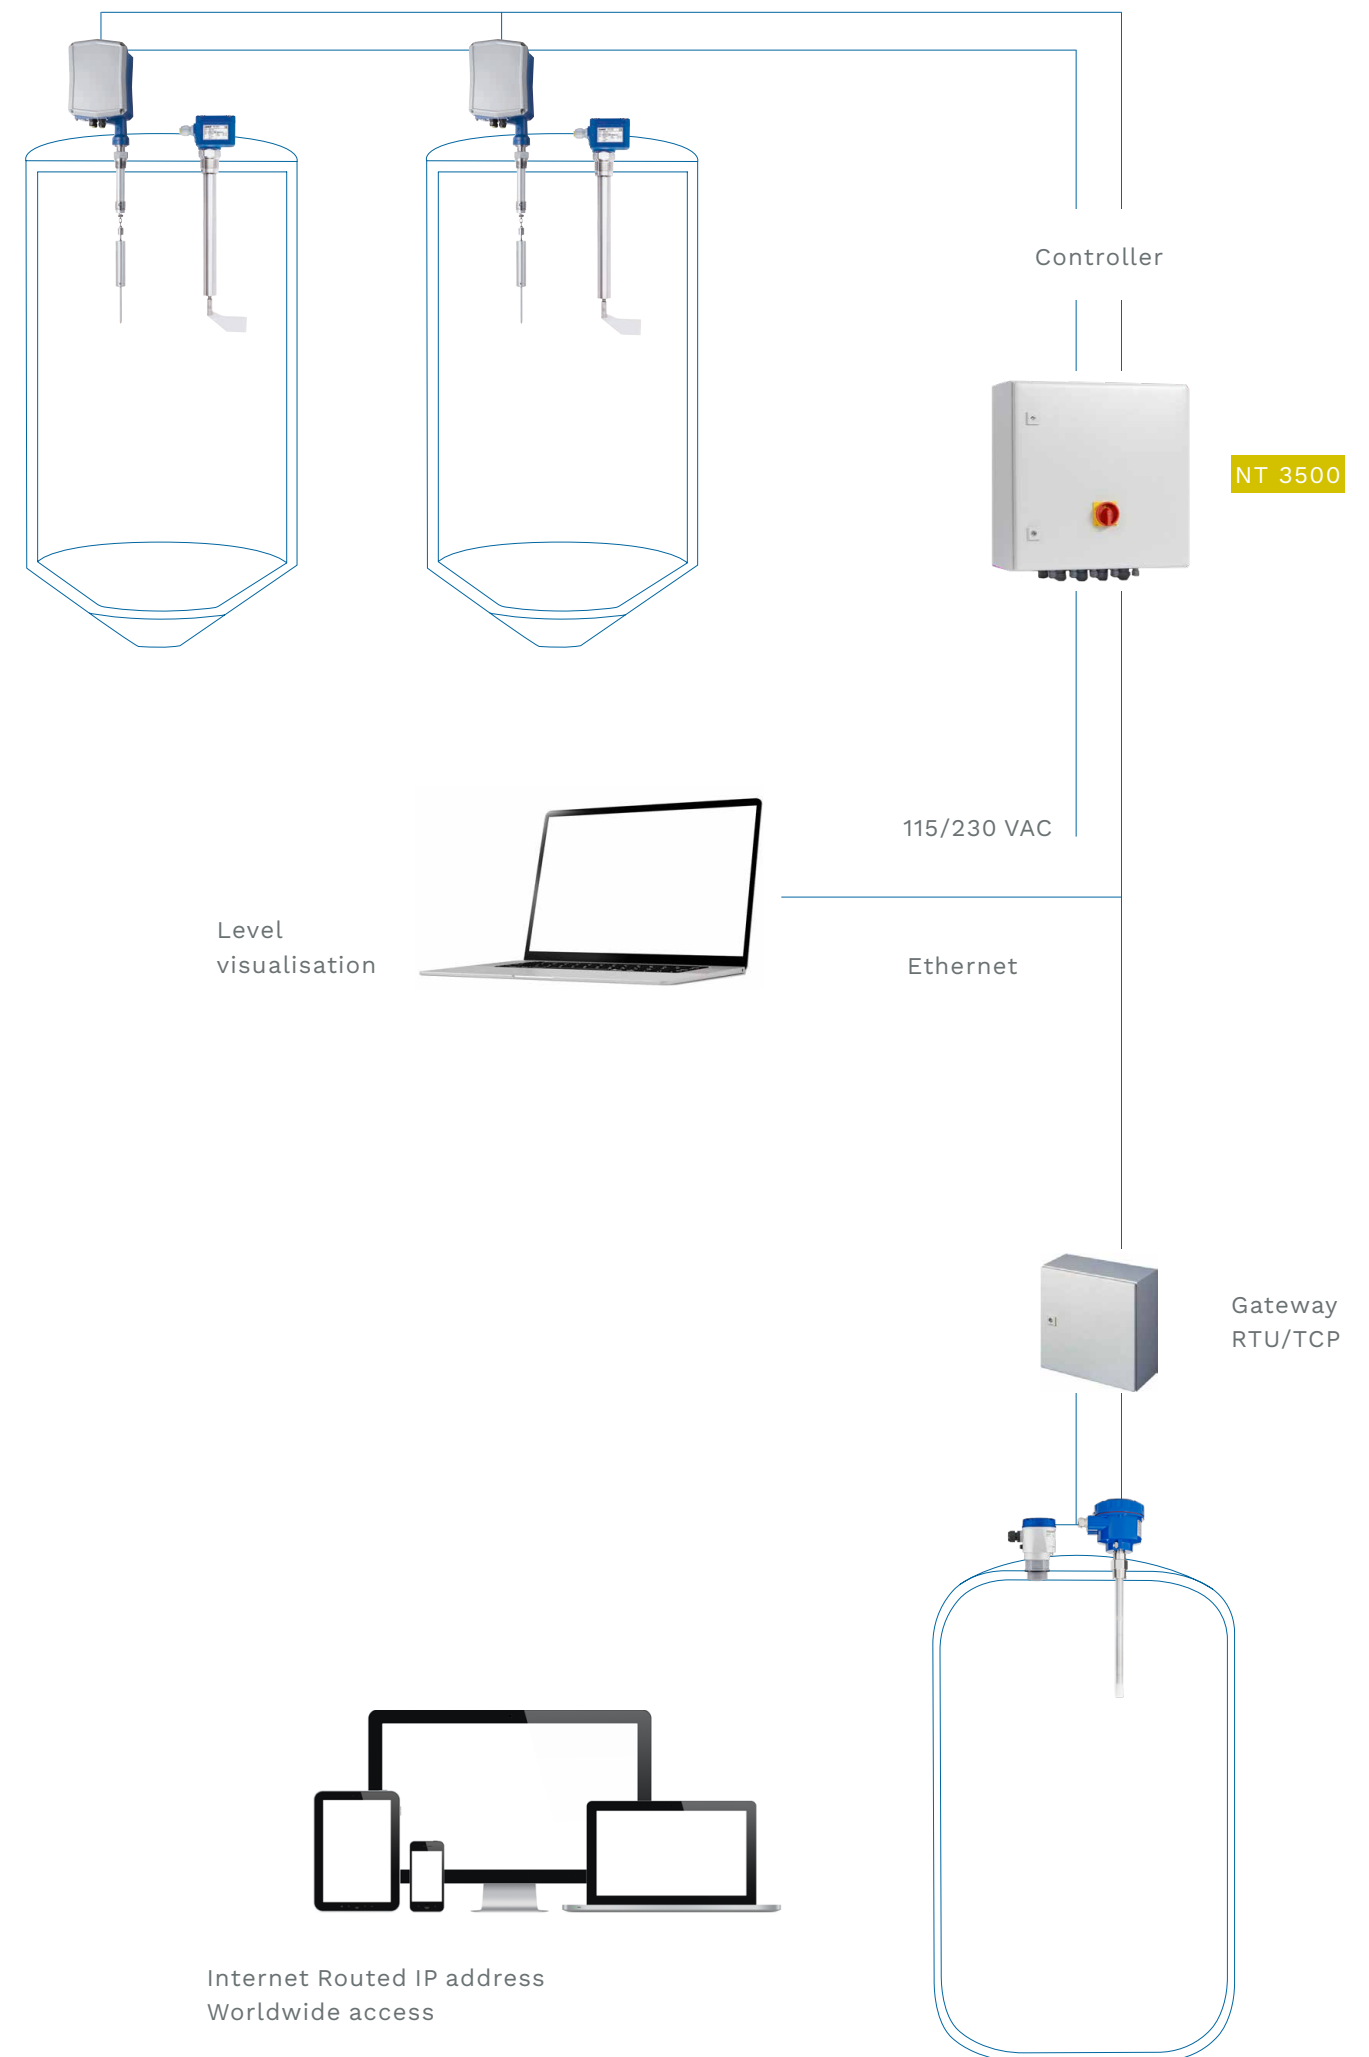 Controller
NT 3500
115/230 VAC
Level
visualisation
Ethernet
Gateway
RTU/TCP
Internet Routed IP address
Worldwide access